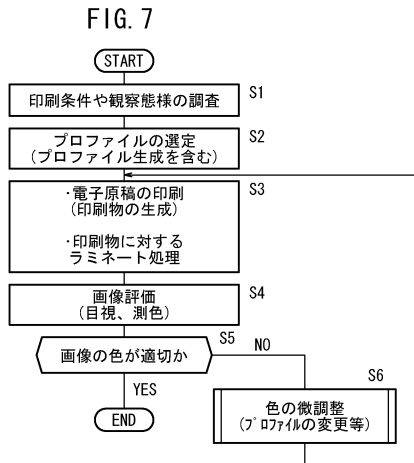 FIG. 7
START
印刷条件や観察態様の調査
S1
プロファイルの選定
(プロファイル生成を含む)
S2
・電子原稿の印刷
(印刷物の生成)
・印刷物に対する
ラミネート処理
S3
画像評価
(目視、測色)
S4
画像の色が適切か
S5
NO
YES
END
S6
色の微調整
(プロファイルの変更等)